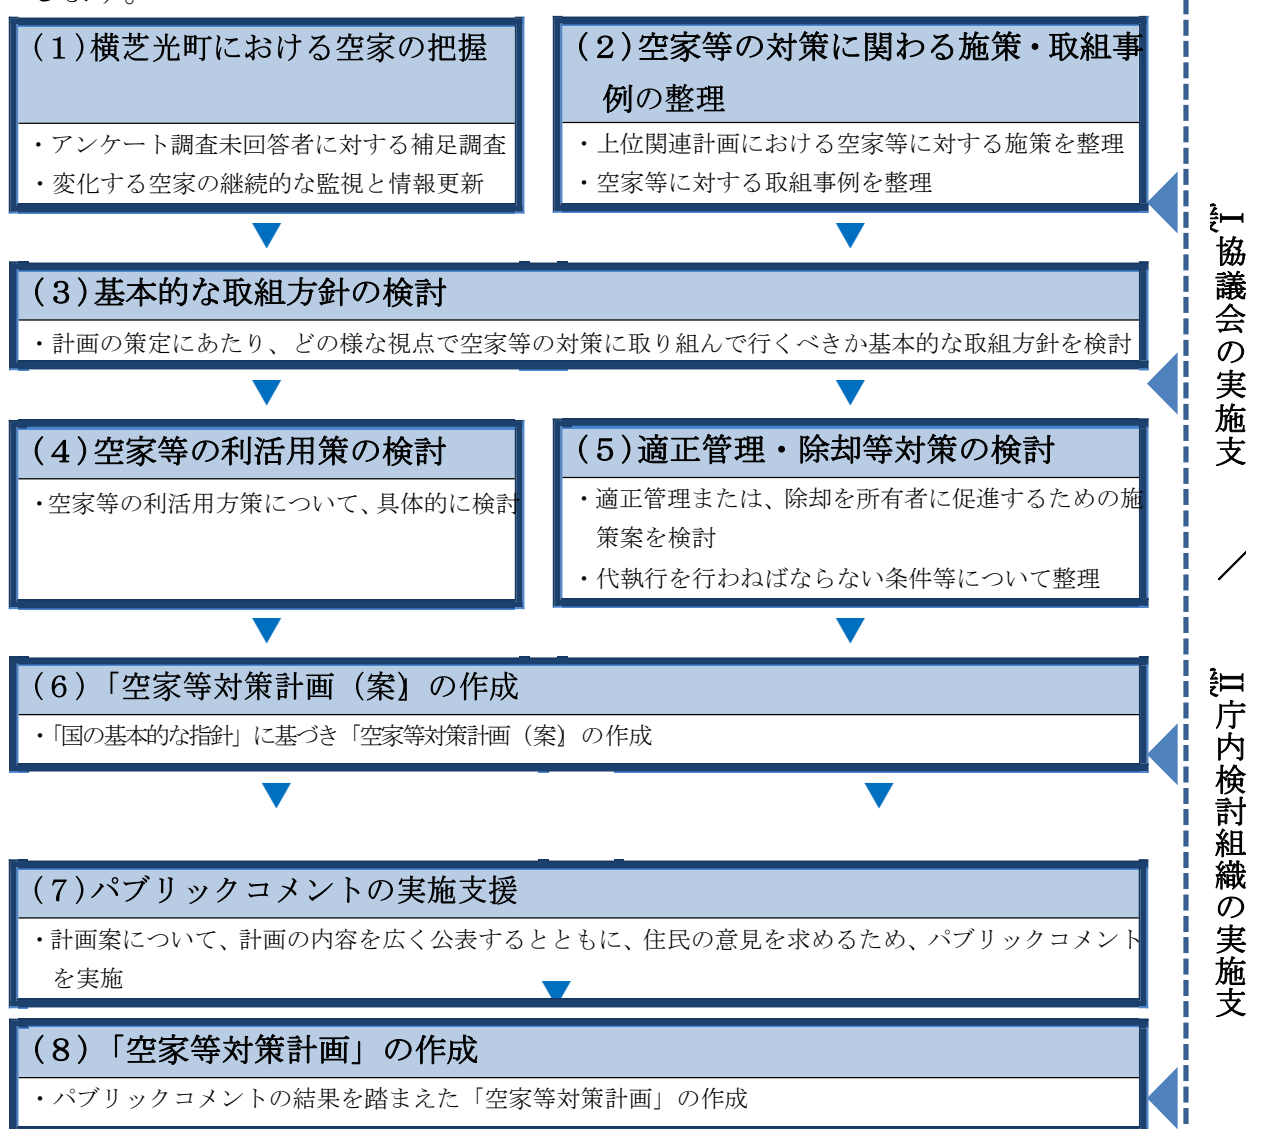 します。
(1)横芝光町における空家の把握
・アンケート調査未回答者に対する補足調査
・変化する空家の継続的な監視と情報更新
(2)空家等の対策に関わる施策・取組事
例の整理
・上位関連計画における空家等に対する施策を整理
・空家等に対する取組事例を整理
(3)基本的な取組方針の検討
・計画の策定にあたり、どの様な視点で空家等の対策に取り組んで行くべきか基本的な取組方針を検討
(4)空家等の利活用策の検討
・空家等の利活用方策について、具体的に検討
(5)適正管理・除却等対策の検討
・適正管理または、除却を所有者に促進するための施
策案を検討
・代執行を行わねばならない条件等について整理
(6)「空家等対策計画（案）」の作成
・「国の基本的な指針」に基づき「空家等対策計画（案）」の作成
(7)パブリックコメントの実施支援
・計画案について、計画の内容を広く公表するとともに、住民の意見を求めるため、パブリックコメント
を実施
(8)「空家等対策計画」の作成
・パブリックコメントの結果を踏まえた「空家等対策計画」の作成
Ⅰ協議会の実施支援
／
Ⅱ庁内検討組織の実施支援